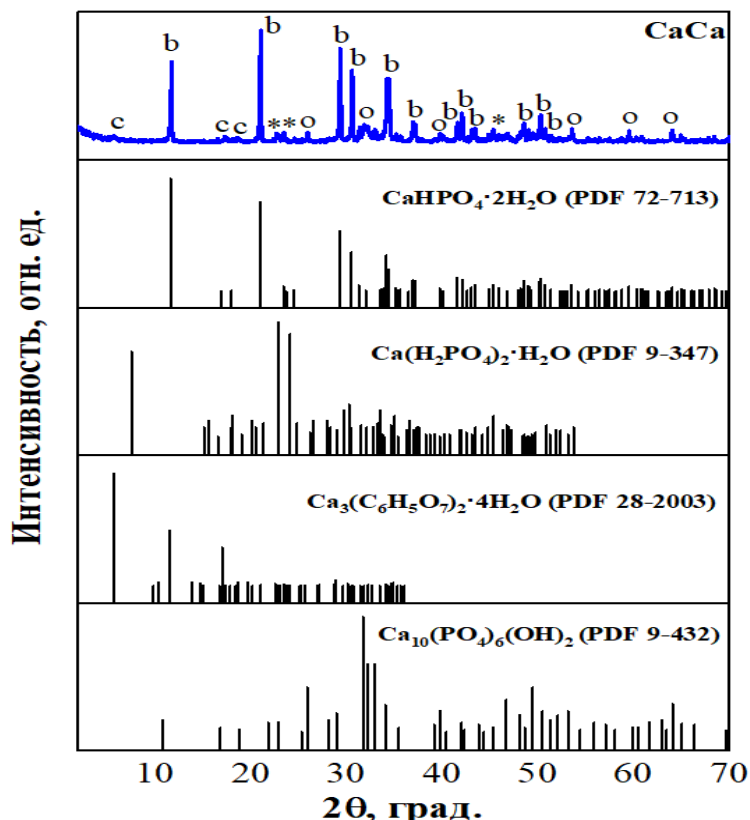 CaCa
b b b b b
c c c * * o o b o b b b b * b b b o o o
CaHPO₄·2H₂O (PDF 72-713)
Ca(H₂PO₄)₂·H₂O (PDF 9-347)
Ca₃(C₆H₅O₇)₂·4H₂O (PDF 28-2003)
Ca₁₀(PO₄)₆(OH)₂ (PDF 9-432)
Интенсивность, отн. ед.
10 20 30 40 50 60 70
2θ, град.